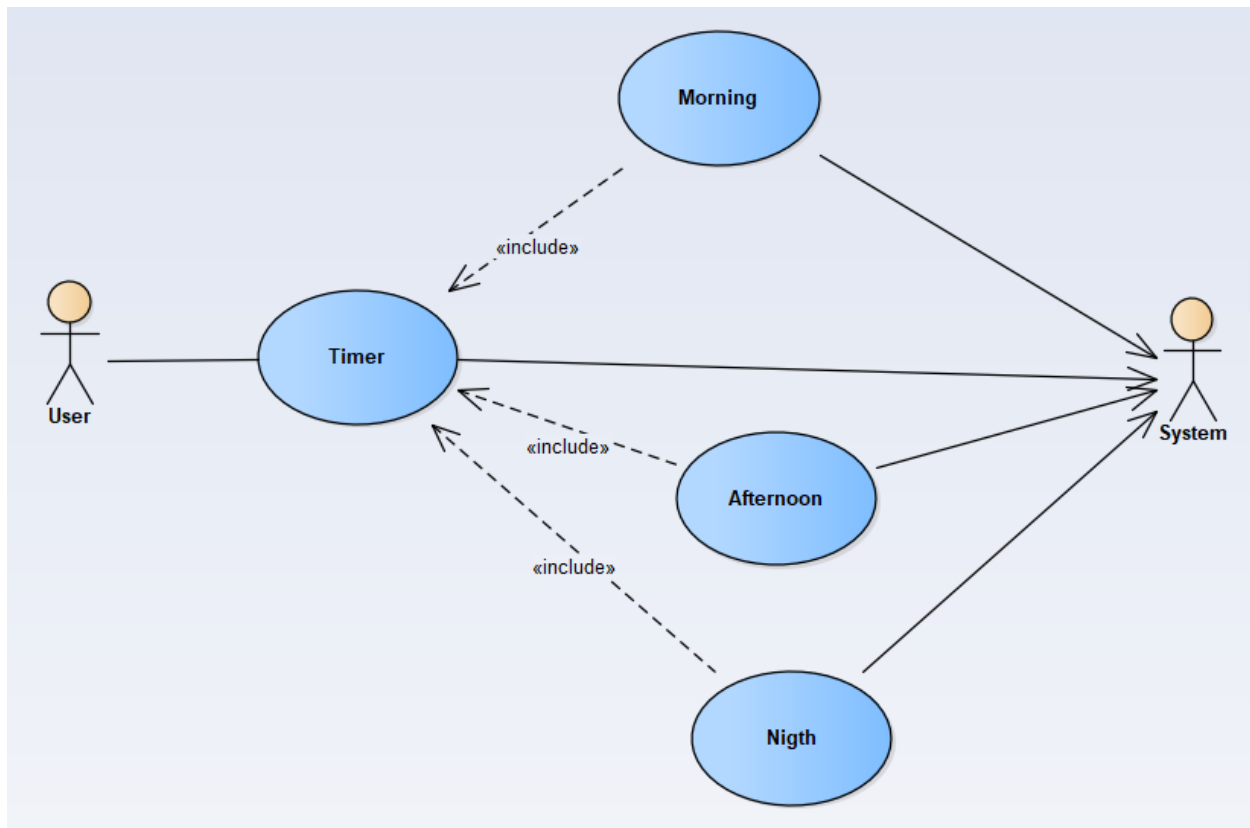 Morning
«include»
Timer
User
System
«include»
Afternoon
«include»
Nigth